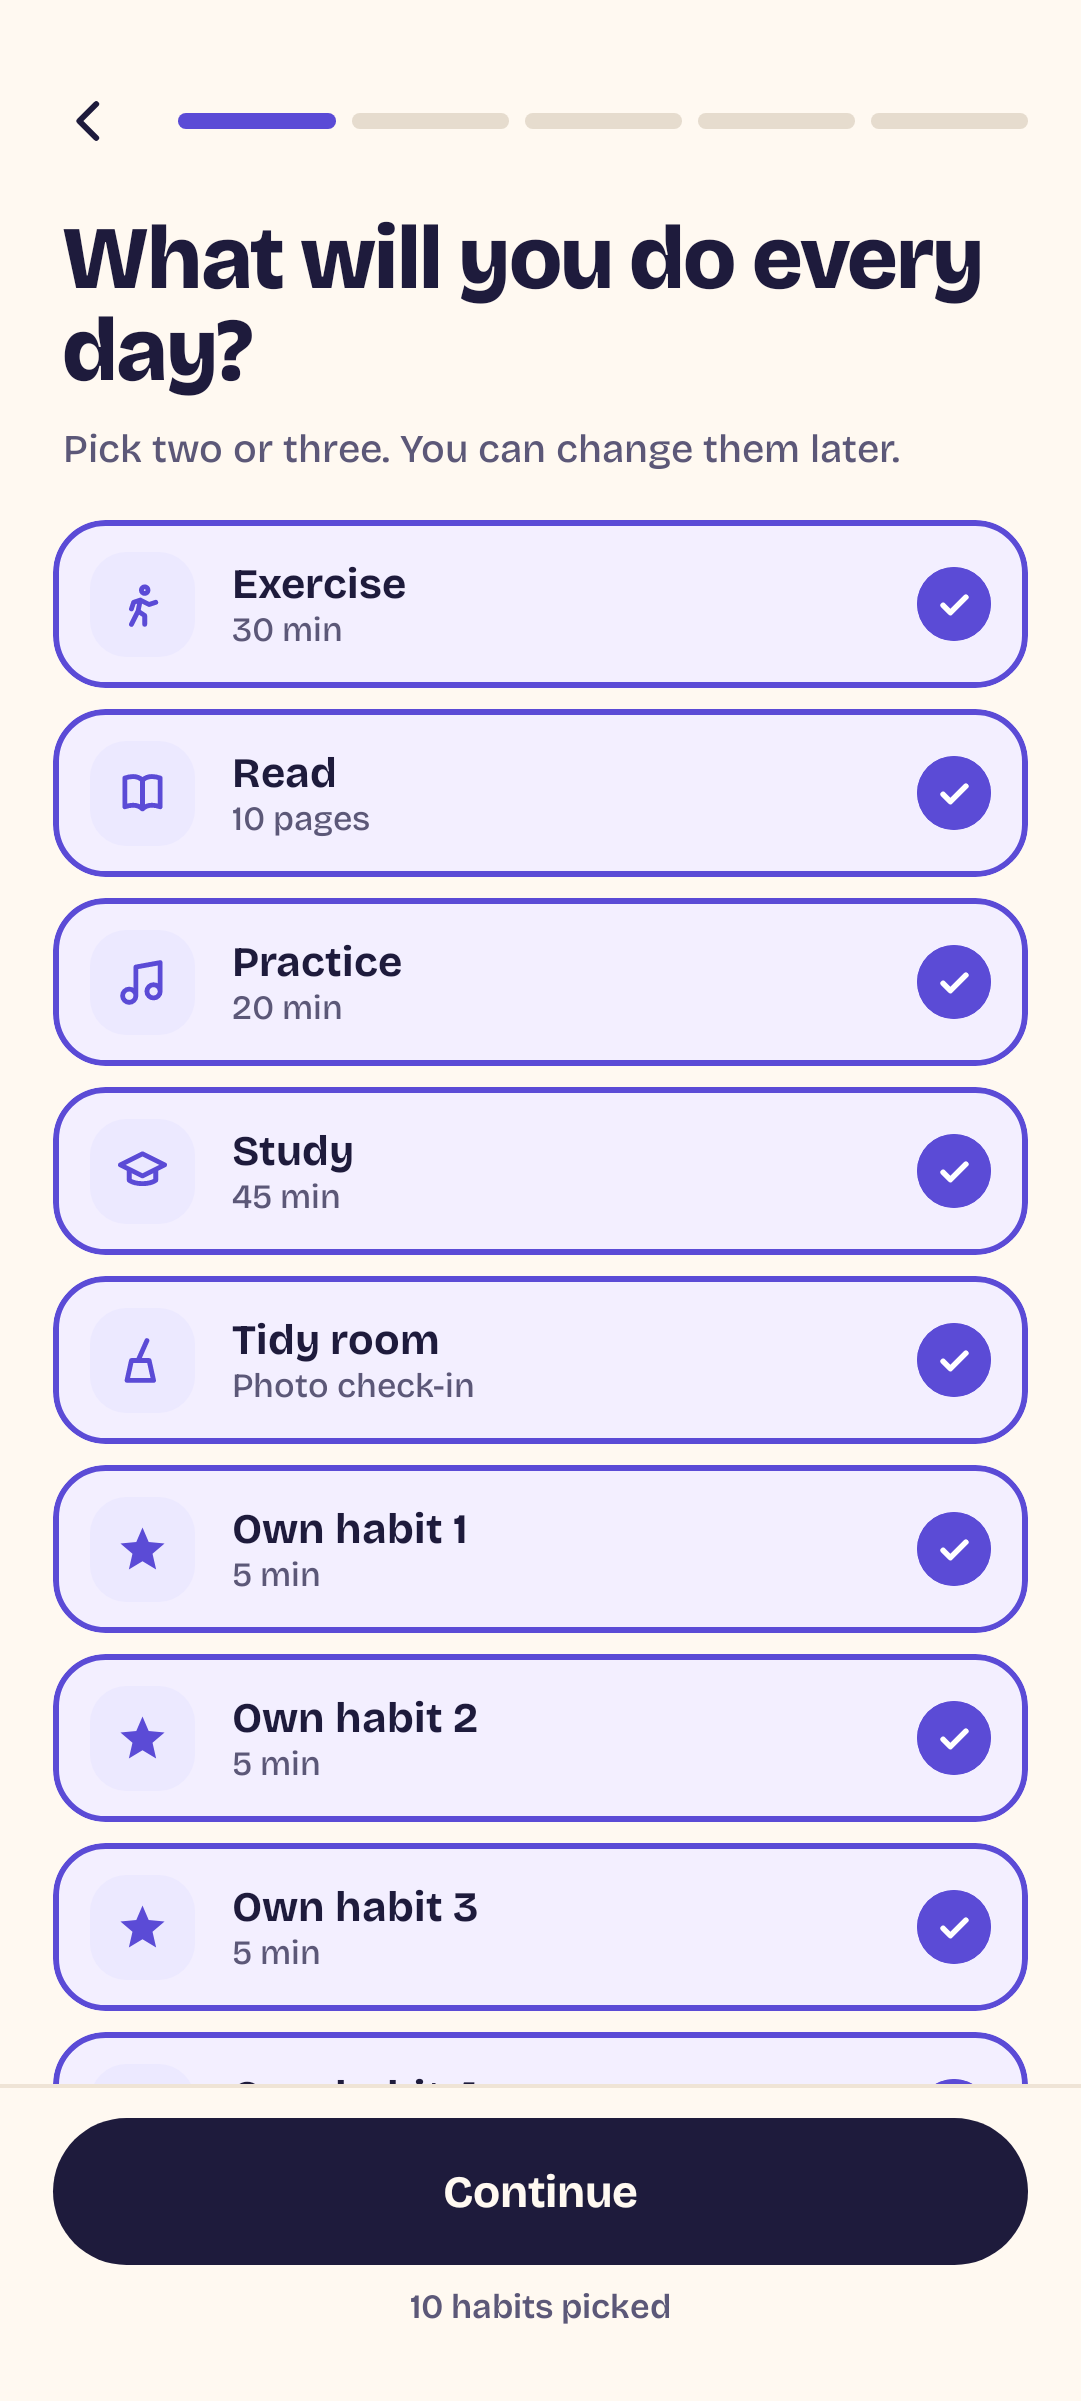 What will you do every
day?
Pick two or three. You can change them later.
Exercise
30 min
Read
10 pages
Practice
20 min
Study
45 min
Tidy room
Photo check-in
Own habit 1
5 min
Own habit 2
5 min
Own habit 3
5 min
Continue
10 habits picked